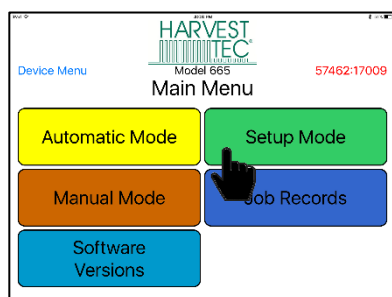 HARVEST
TEC
Device Menu
Model 665
57462:17009
Main Menu
Automatic Mode
Setup Mode
Manual Mode
Job Records
Software
Versions